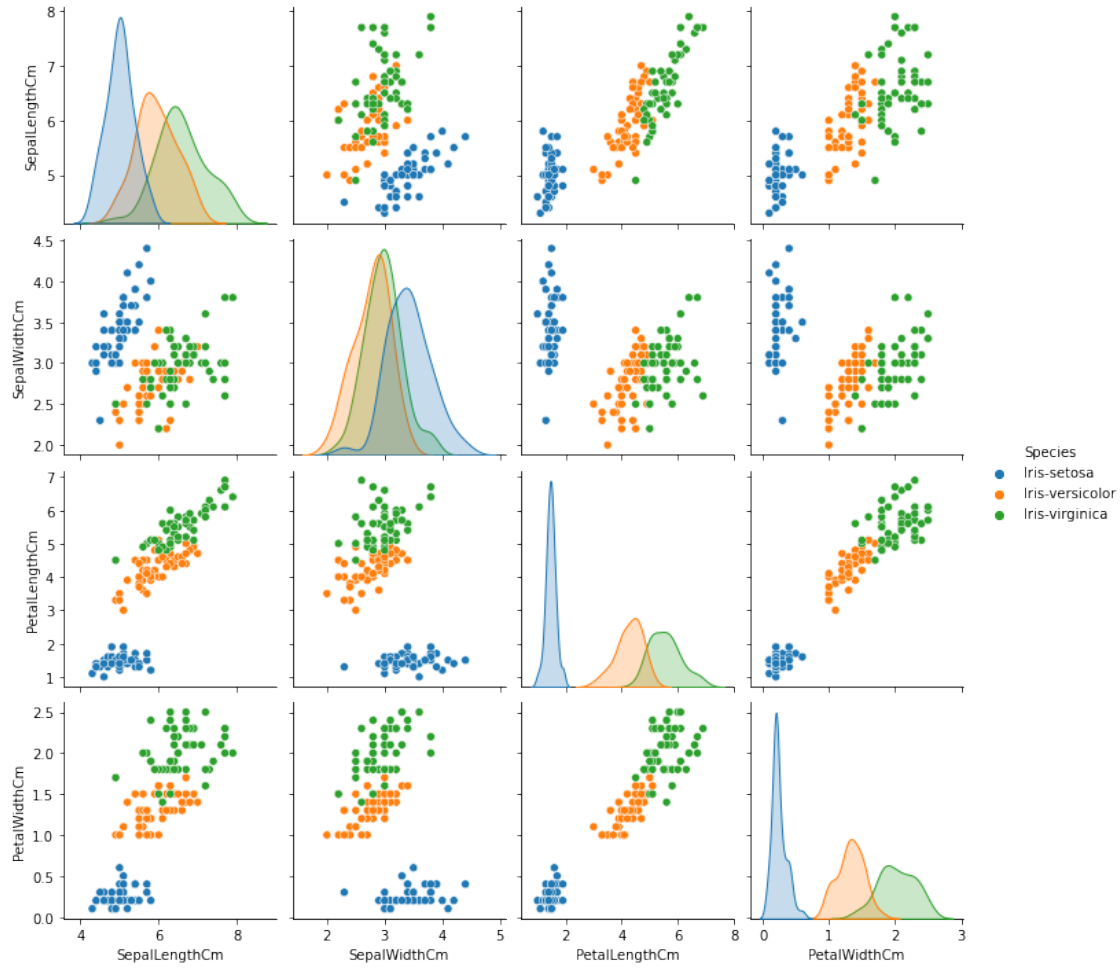 8
7
6
5
SepalLengthCm
4.5
4.0
3.5
3.0
2.5
2.0
SepalWidthCm
7
6
5
4
3
2
1
PetalLengthCm
2.5
2.0
1.5
1.0
0.5
0.0
PetalWidthCm
4 6 8
SepalLengthCm
2 3 4 5
SepalWidthCm
2 4 6 8
PetalLengthCm
0 1 2 3
PetalWidthCm
Species
Iris-setosa
Iris-versicolor
Iris-virginica